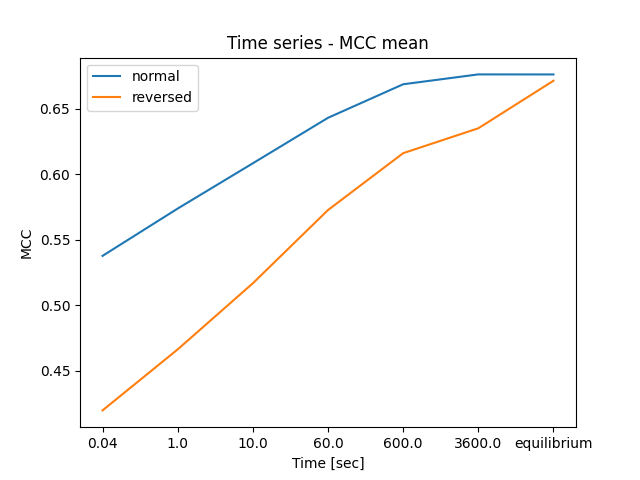 Time series - MCC mean
normal
reversed
0.65
0.60
0.55
0.50
0.45
MCC
0.04 1.0 10.0 60.0 600.0 3600.0 equilibrium
Time [sec]